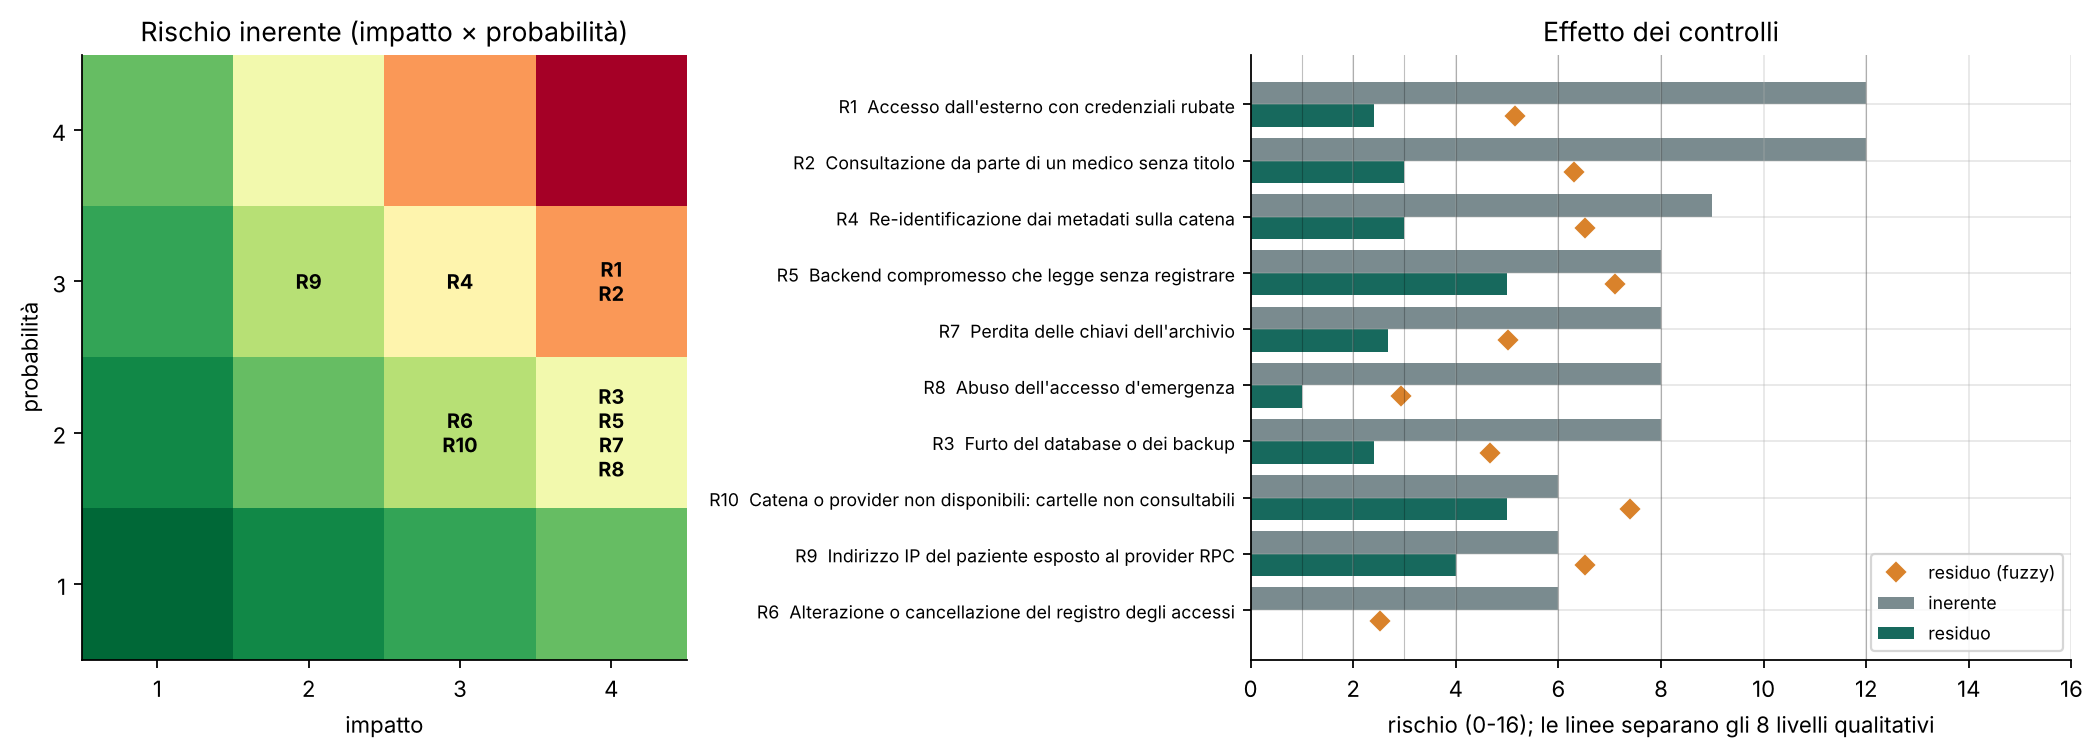 Rischio inerente (impatto × probabilità)
probabilità
4
3
2
1
R9
R4
R1
R2
R6
R10
R3
R5
R7
R8
1 2 3 4
impatto
Effetto dei controlli
R1 Accesso dall'esterno con credenziali rubate
R2 Consultazione da parte di un medico senza titolo
R4 Re-identificazione dai metadati sulla catena
R5 Backend compromesso che legge senza registrare
R7 Perdita delle chiavi dell'archivio
R8 Abuso dell'accesso d'emergenza
R3 Furto del database o dei backup
R10 Catena o provider non disponibili: cartelle non consultabili
R9 Indirizzo IP del paziente esposto al provider RPC
R6 Alterazione o cancellazione del registro degli accessi
residuo (fuzzy)
inerente
residuo
0 2 4 6 8 10 12 14 16
rischio (0-16); le linee separano gli 8 livelli qualitativi